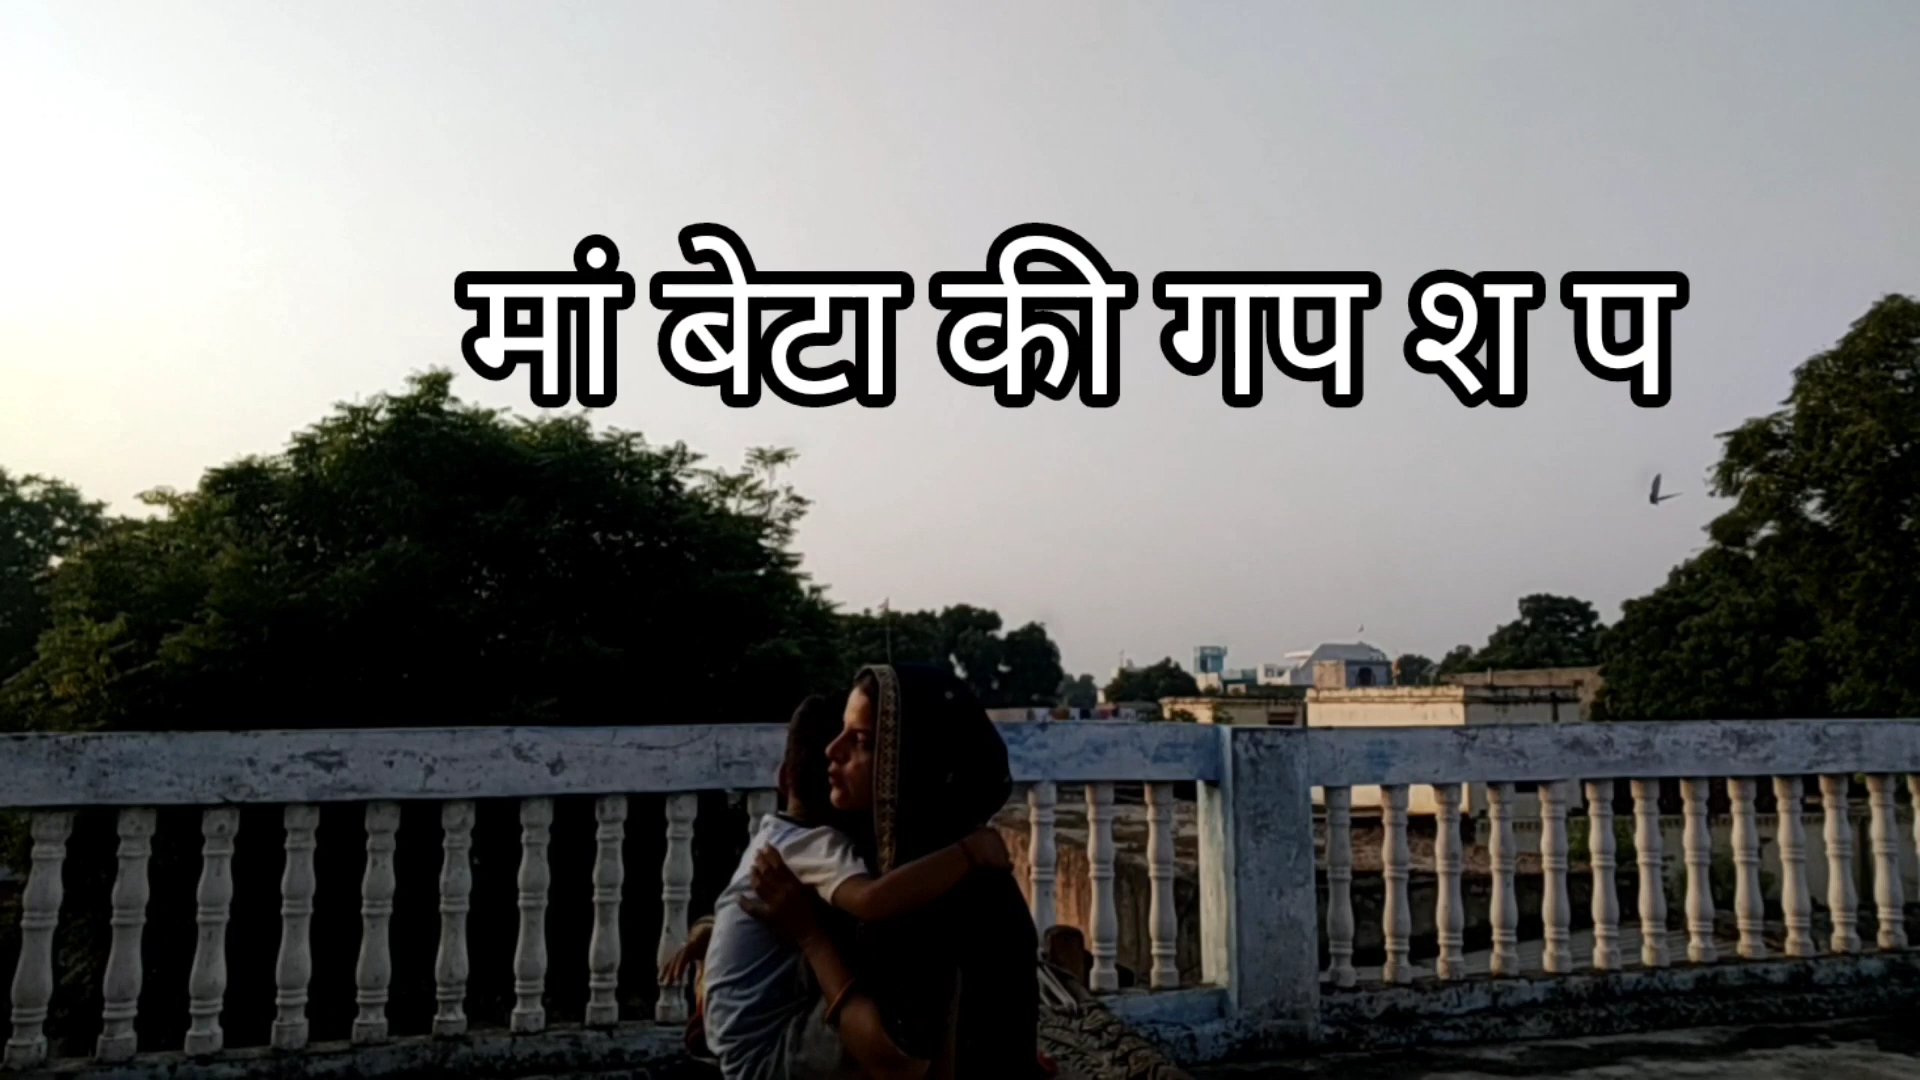 मां बेटा की गप श प